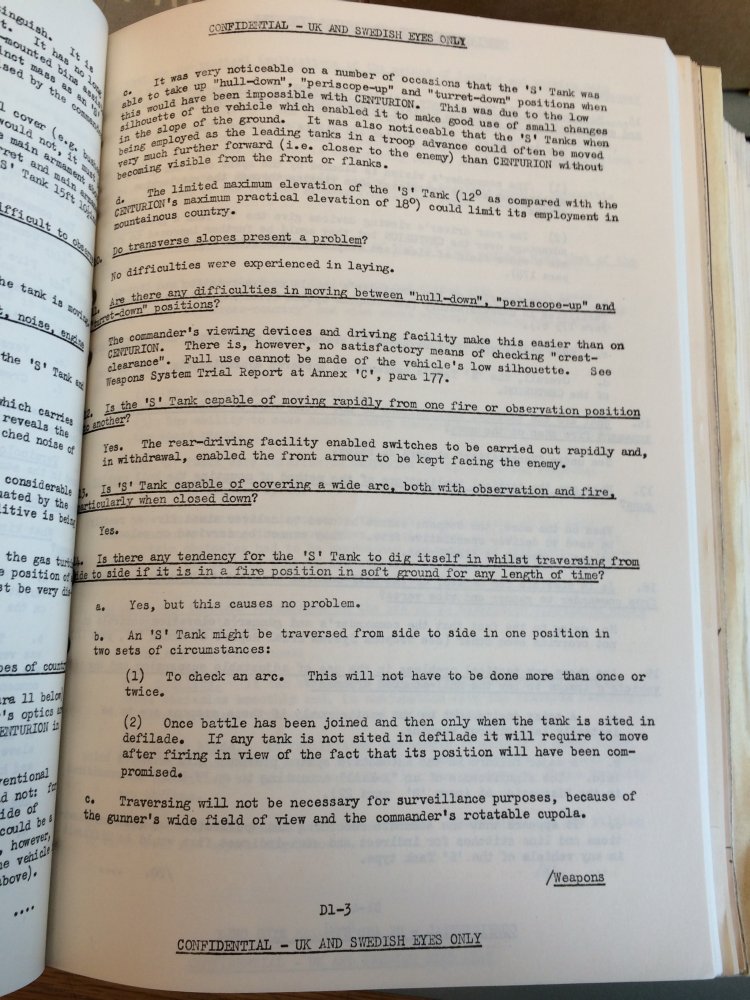 CONFIDENTIAL - UK AND SWEDISH EYES ONLY
c. It was very noticeable on a number of occasions that the 'S' Tank was
able to take up "hull-down", "periscope-up" and "turret-down" positions when
this would have been impossible with CENTURION. This was due to the low
silhouette of the vehicle which enabled it to make good use of small changes
in the slope of the ground. It was also noticeable that the 'S' Tanks when
being employed as the leading tanks in a troop advance could often be moved
very much further forward (i.e. closer to the enemy) than CENTURION without
becoming visible from the front or flanks.
d. The limited maximum elevation of the 'S' Tank (12° as compared with the
CENTURION's maximum practical elevation of 18°) could limit its employment in
mountainous country.
Do transverse slopes present a problem?
No difficulties were experienced in laying.
Are there any difficulties in moving between "hull-down", "periscope-up" and
"turret-down" positions?
The commander's viewing devices and driving facility make this easier than on
CENTURION. There is, however, no satisfactory means of checking "crest-
clearance". Full use cannot be made of the vehicle's low silhouette. See
Weapons System Trial Report at Annex 'C', para 177.
Is the 'S' Tank capable of moving rapidly from one fire or observation position
to another?
Yes. The rear-driving facility enabled switches to be carried out rapidly and,
in withdrawal, enabled the front armour to be kept facing the enemy.
Is 'S' Tank capable of covering a wide arc, both with observation and fire,
particularly when closed down?
Yes.
Is there any tendency for the 'S' Tank to dig itself in whilst traversing from
side to side if it is in a fire position in soft ground for any length of time?
a. Yes, but this causes no problem.
b. An 'S' Tank might be traversed from side to side in one position in
two sets of circumstances:
(1) To check an arc. This will not have to be done more than once or
twice.
(2) Once battle has been joined and then only when the tank is sited in
defilade. If any tank is not sited in defilade it will require to move
after firing in view of the fact that its position will have been com-
promised.
c. Traversing will not be necessary for surveillance purposes, because of
the gunner's wide field of view and the commander's rotatable cupola.
/Weapons
D1-3
CONFIDENTIAL - UK AND SWEDISH EYES ONLY